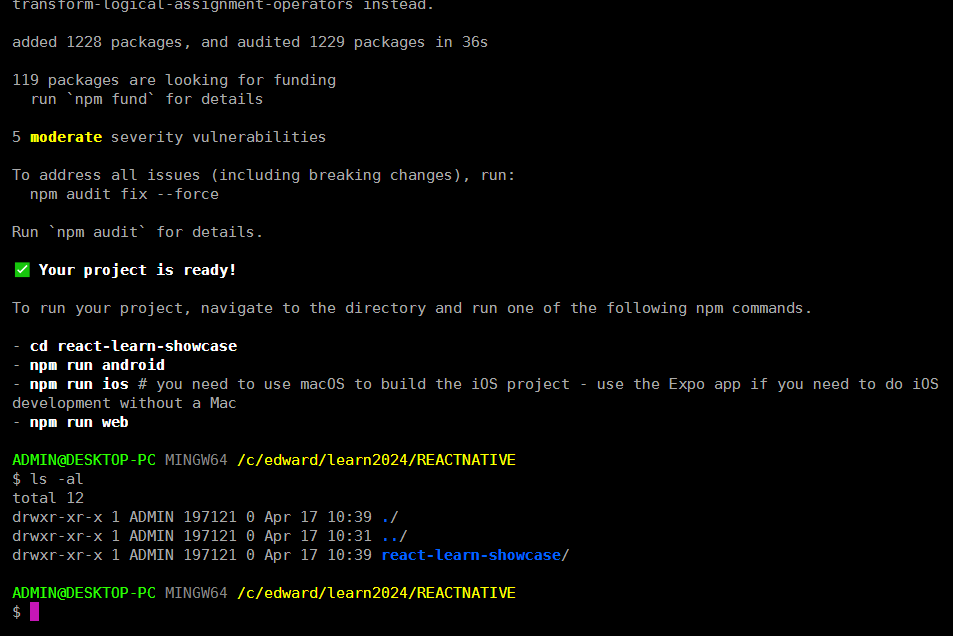 transform-logical-assignment-operators instead.
added 1228 packages, and audited 1229 packages in 36s
119 packages are looking for funding
  run `npm fund` for details
5 moderate severity vulnerabilities
To address all issues (including breaking changes), run:
  npm audit fix --force
Run `npm audit` for details.
✅ Your project is ready!
To run your project, navigate to the directory and run one of the following npm commands.
- cd react-learn-showcase
- npm run android
- npm run ios # you need to use macOS to build the iOS project - use the Expo app if you need to do iOS
development without a Mac
- npm run web
ADMIN@DESKTOP-PC MINGW64 /c/edward/learn2024/REACTNATIVE
$ ls -al
total 12
drwxr-xr-x 1 ADMIN 197121 0 Apr 17 10:39 ./
drwxr-xr-x 1 ADMIN 197121 0 Apr 17 10:31 ../
drwxr-xr-x 1 ADMIN 197121 0 Apr 17 10:39 react-learn-showcase/
ADMIN@DESKTOP-PC MINGW64 /c/edward/learn2024/REACTNATIVE
$